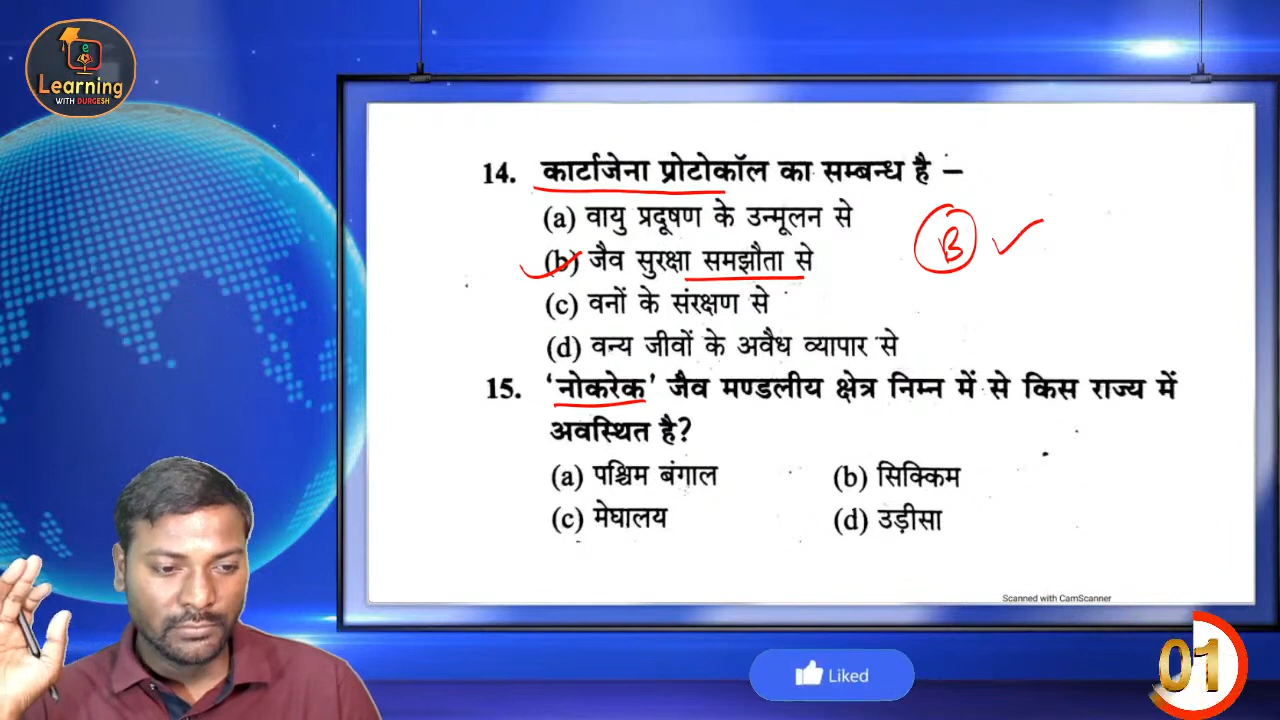 e
Learning
WITH DURGESH
14. कार्टाजेना प्रोटोकॉल का सम्बन्ध है –
(a) वायु प्रदूषण के उन्मूलन से
(b) जैव सुरक्षा समझौता से
B
(c) वनों के संरक्षण से
(d) वन्य जीवों के अवैध व्यापार से
15. 'नोकरेक' जैव मण्डलीय क्षेत्र निम्न में से किस राज्य में
अवस्थित है?
(a) पश्चिम बंगाल (b) सिक्किम
(c) मेघालय (d) उड़ीसा
Scanned with CamScanner
01
Liked